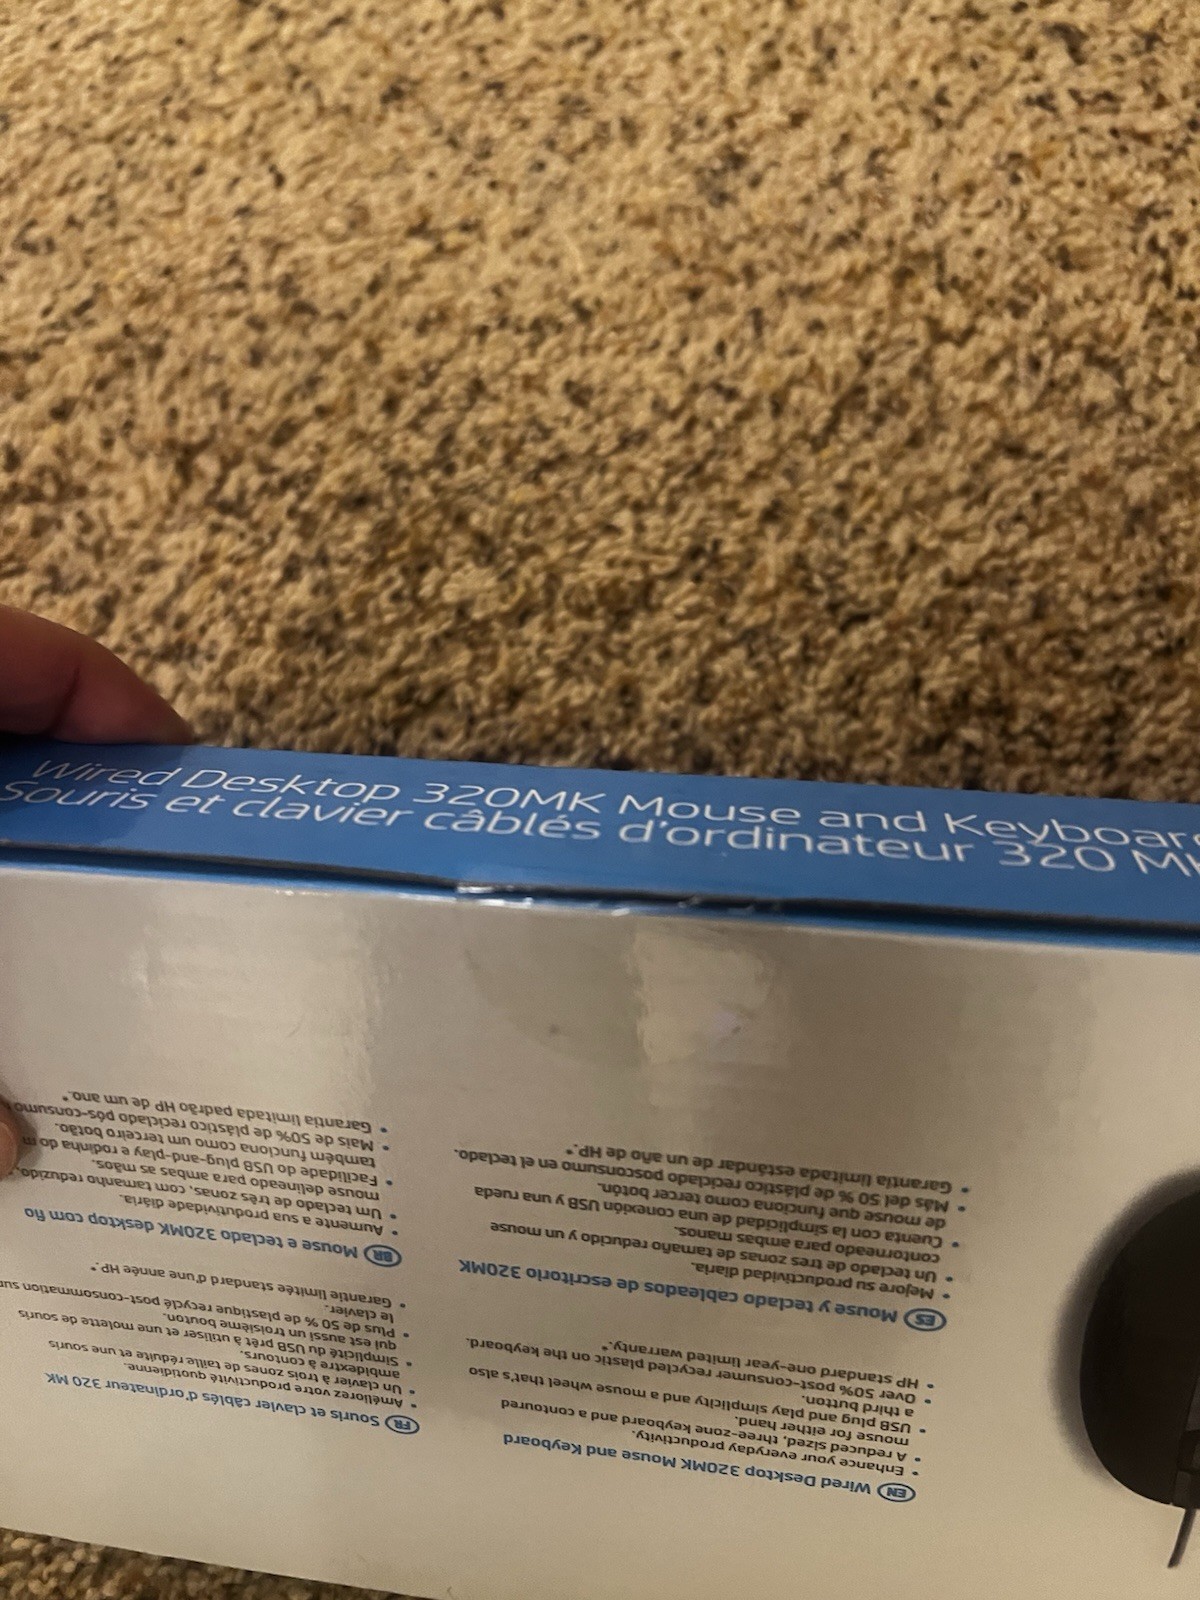 Wired Desktop 320MK Mouse and Keyboard
Souris et clavier câblés d'ordinateur 320 MK
EN Wired Desktop 320MK Mouse and Keyboard
• Enhance your everyday productivity.
• A reduced sized, three-zone keyboard and a contoured
mouse for either hand.
• USB plug and play simplicity and a mouse wheel that's also
a third button.
• Over 50% post-consumer recycled plastic on the keyboard.
• HP standard one-year limited warranty.*
ES Mouse y teclado cableados de escritorio 320MK
• Mejore su productividad diaria.
• Un teclado de tres zonas de tamaño reducido y un mouse
contorneado para ambas manos.
• Cuenta con la simplicidad de una conexión USB y una rueda
de mouse que funciona como tercer botón.
• Más del 50 % de plástico reciclado posconsumo en el teclado.
• Garantía limitada estándar de un año de HP.*
FR Souris et clavier câblés d'ordinateur 320 MK
• Améliorez votre productivité quotidienne.
• Un clavier à trois zones de taille réduite et une souris
ambidextre à contours.
• Simplicité du USB prêt à utiliser et une molette de souris
qui est aussi un troisième bouton.
• Plus de 50 % de plastique recyclé post-consommation sur
le clavier.
• Garantie limitée standard d'une année HP.*
BR Mouse e teclado 320MK desktop com fio
• Aumente a sua produtividade diária.
• Um teclado de três zonas, com tamanho reduzido,
mouse delineado para ambas as mãos.
• Facilidade do USB plug-and-play e rodinha do m
também funciona como um terceiro botão.
• Mais de 50% de plástico reciclado pós-consumo
• Garantia limitada padrão HP de um ano.*